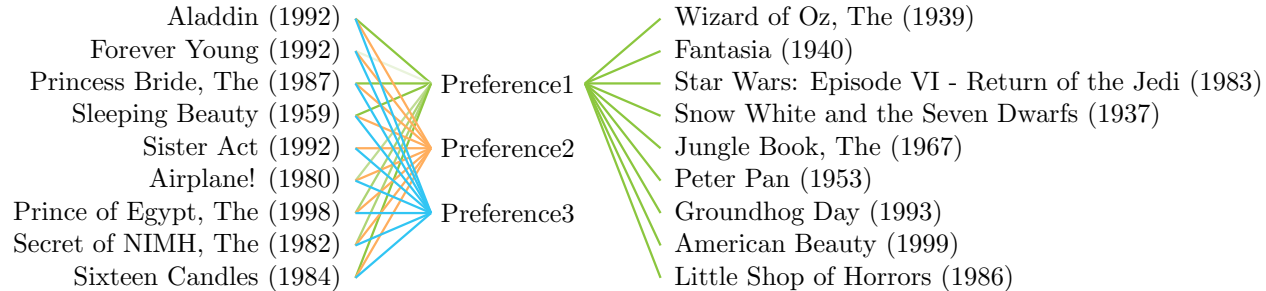 Aladdin (1992)
Forever Young (1992)
Princess Bride, The (1987)
Sleeping Beauty (1959)
Sister Act (1992)
Airplane! (1980)
Prince of Egypt, The (1998)
Secret of NIMH, The (1982)
Sixteen Candles (1984)
Preference1
Preference2
Preference3
Wizard of Oz, The (1939)
Fantasia (1940)
Star Wars: Episode VI - Return of the Jedi (1983)
Snow White and the Seven Dwarfs (1937)
Jungle Book, The (1967)
Peter Pan (1953)
Groundhog Day (1993)
American Beauty (1999)
Little Shop of Horrors (1986)